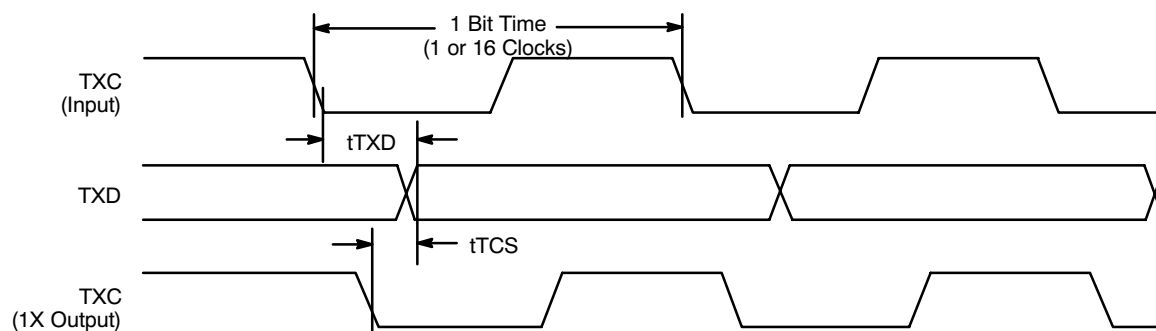 1 Bit Time
(1 or 16 Clocks)
TXC
(Input)
tTXD
TXD
tTCS
TXC
(1X Output)